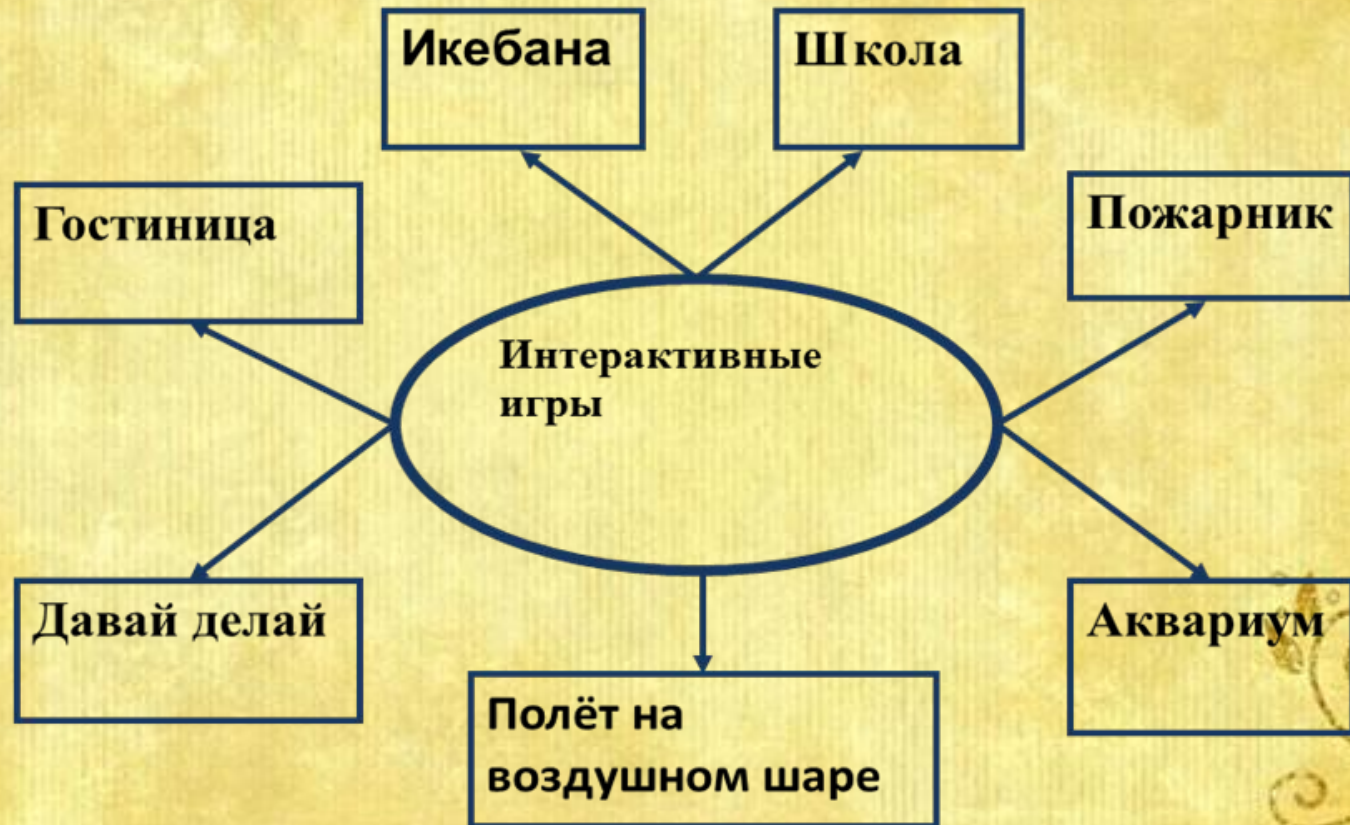 Икебана
Школа
Гостиница
Пожарник
Интерактивные
игры
Давай делай
Аквариум
Полёт на
воздушном шаре